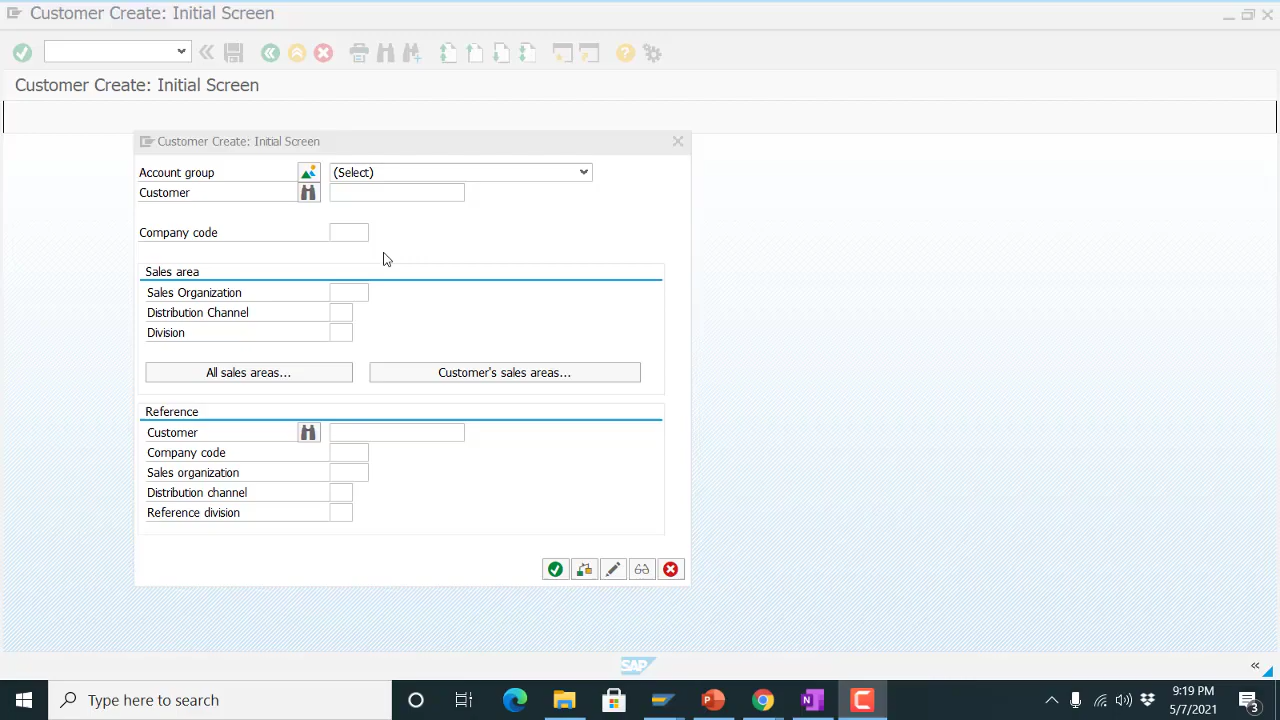 Customer Create: Initial Screen
Customer Create: Initial Screen
Customer Create: Initial Screen
Account group (Select)
Customer
Company code
Sales area
Sales Organization
Distribution Channel
Division
All sales areas... Customer's sales areas...
Reference
Customer
Company code
Sales organization
Distribution channel
Reference division
SAP
Type here to search
9:19 PM
5/7/2021
3